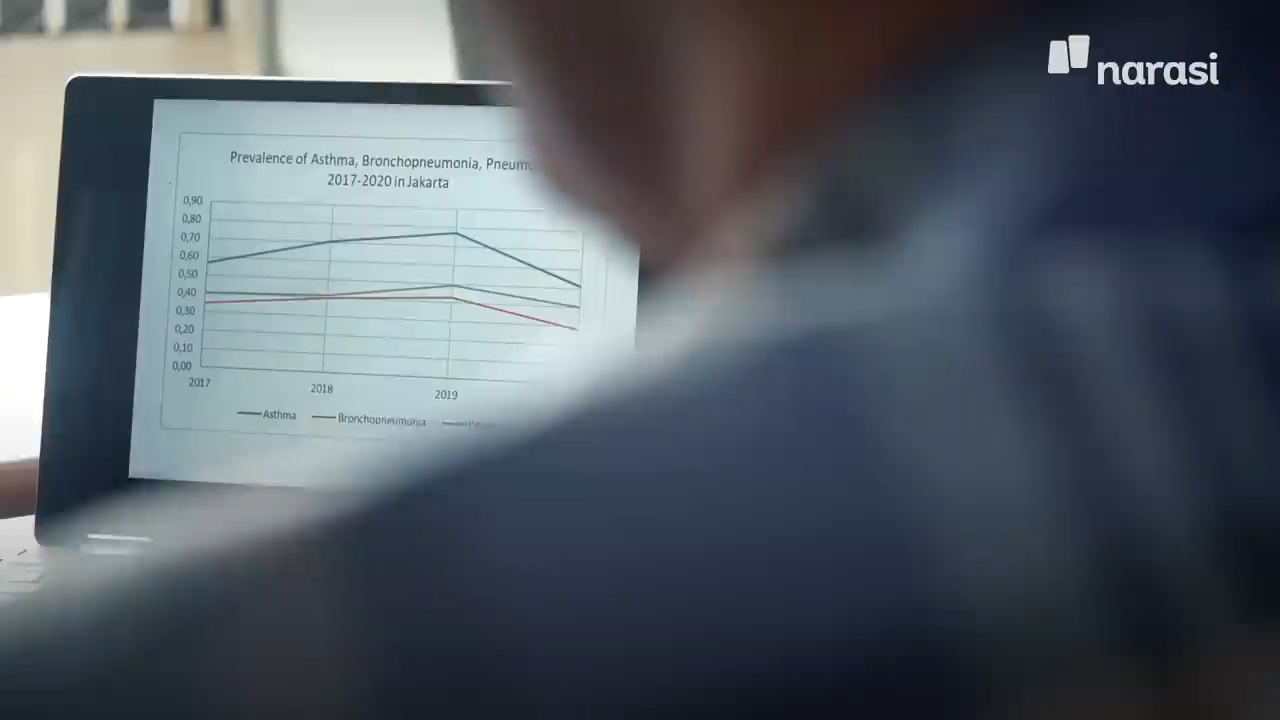 narasi
Prevalence of Asthma, Bronchopneumonia,
2017-2020 in Jakarta
0,90
0,80
0,70
0,60
0,50
0,40
0,30
0,20
0,10
0,00
2017
2018
2019
Asthma
Bronchopneumonia